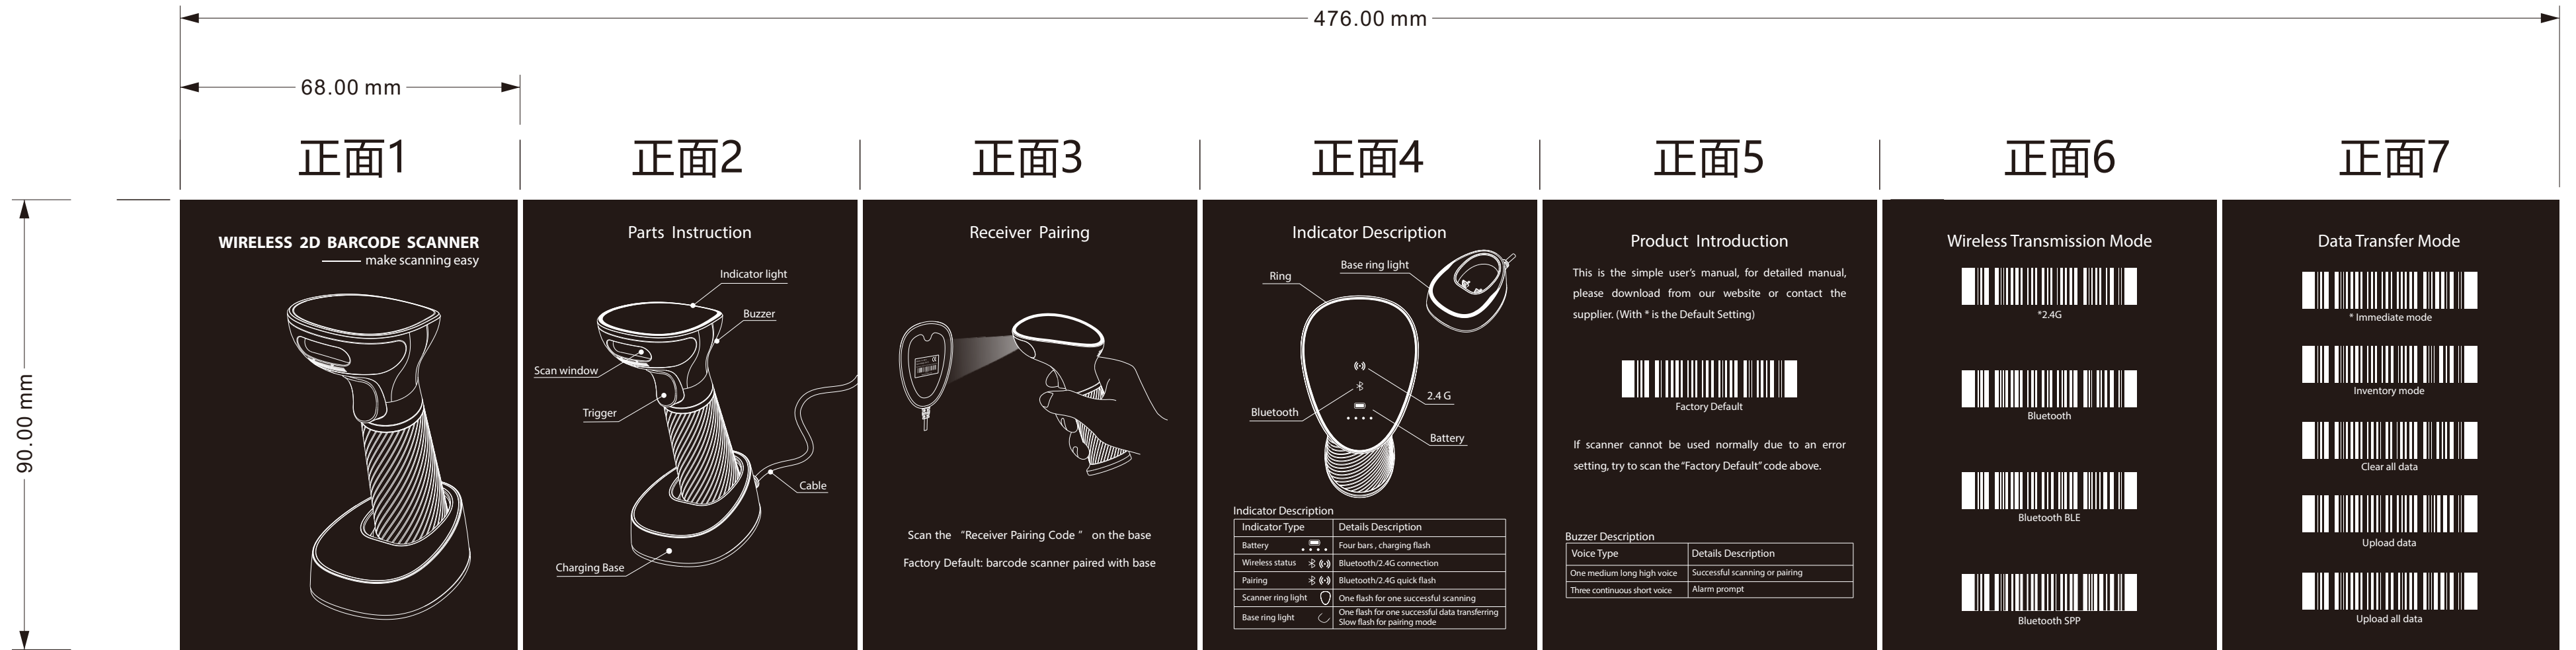 476.00 mm
68.00 mm
90.00 mm
正面1
正面2
正面3
正面4
正面5
正面6
正面7
WIRELESS 2D BARCODE SCANNER
make scanning easy
Parts Instruction
Indicator light
Buzzer
Scan window
Trigger
Cable
Charging Base
Receiver Pairing
Scan the “Receiver Pairing Code “ on the base
Factory Default: barcode scanner paired with base
Indicator Description
Base ring light
Ring
2.4 G
Bluetooth
Battery
Indicator Description
Indicator Type Details Description
Battery Four bars , charging flash
Wireless status Bluetooth/2.4G connection
Pairing Bluetooth/2.4G quick flash
Scanner ring light One flash for one successful scanning
Base ring light One flash for one successful data transferring
Slow flash for pairing mode
Product Introduction
This is the simple user’s manual, for detailed manual,
please download from our website or contact the
supplier. (With * is the Default Setting)
Factory Default
If scanner cannot be used normally due to an error
setting, try to scan the “Factory Default” code above.
Buzzer Description
Voice Type Details Description
One medium long high voice Successful scanning or pairing
Three continuous short voice Alarm prompt
Wireless Transmission Mode
*2.4G
Bluetooth
Bluetooth BLE
Bluetooth SPP
Data Transfer Mode
* Immediate mode
Inventory mode
Clear all data
Upload data
Upload all data